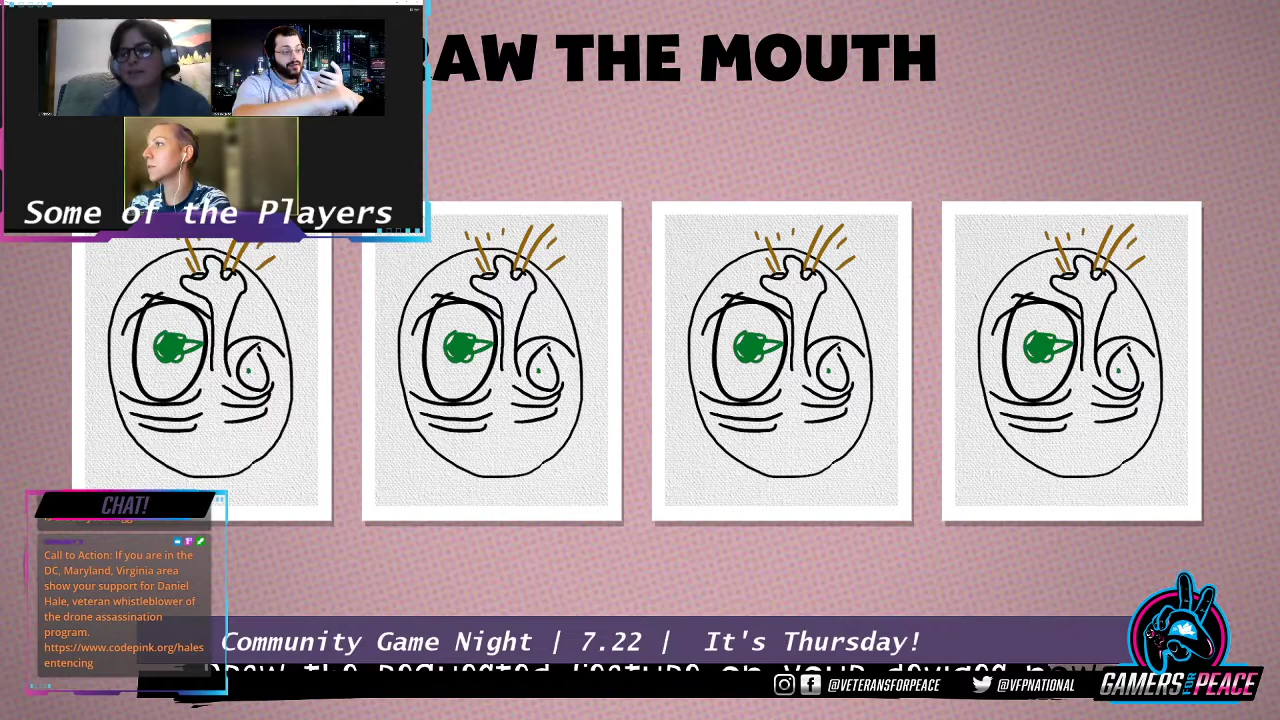 RAW THE MOUTH
Some of the Players
CHAT!
Call to Action: If you are in the
DC, Maryland, Virginia area
show your support for Daniel
Hale, veteran whistleblower of
the drone assassination
program.
https://www.codepink.org/hales
entencing
Community Game Night | 7.22 | It's Thursday!
@VETERANSFORPEACE
@VFPNATIONAL
GAMERS FOR PEACE